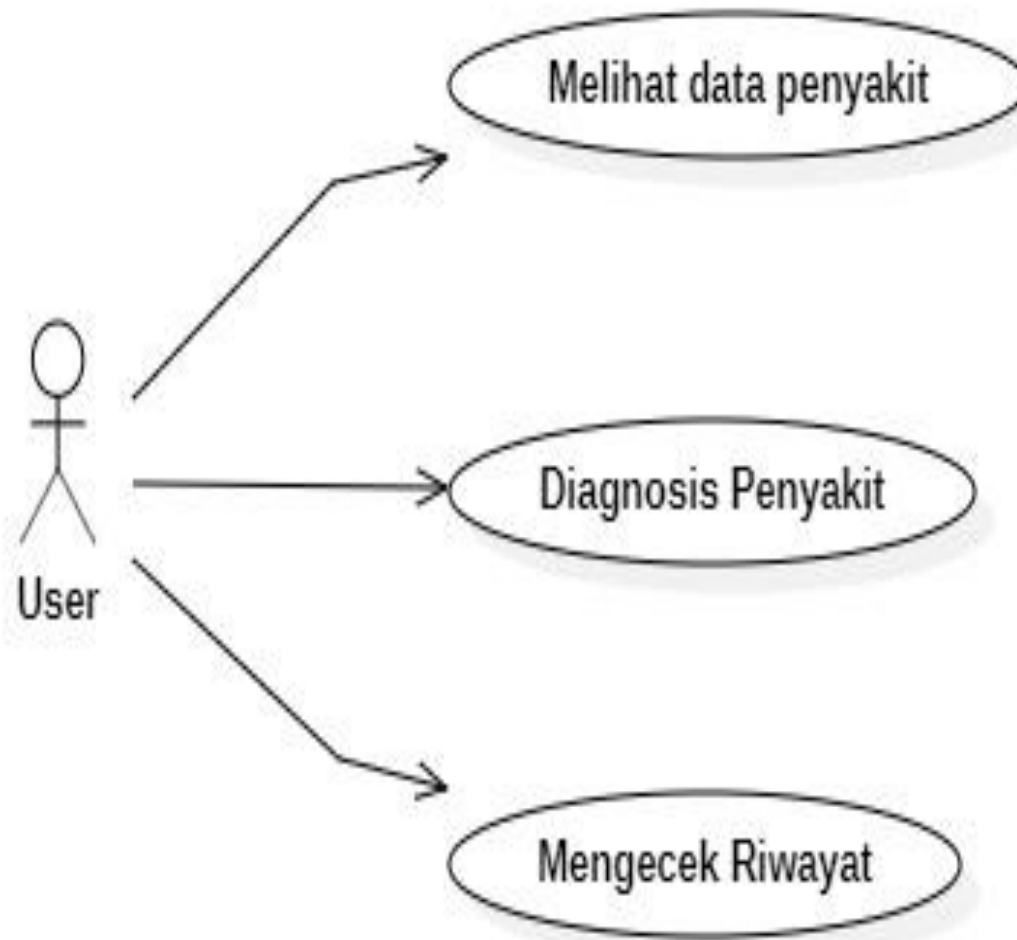 Melihat data penyakit
Diagnosis Penyakit
User
Mengecek Riwayat